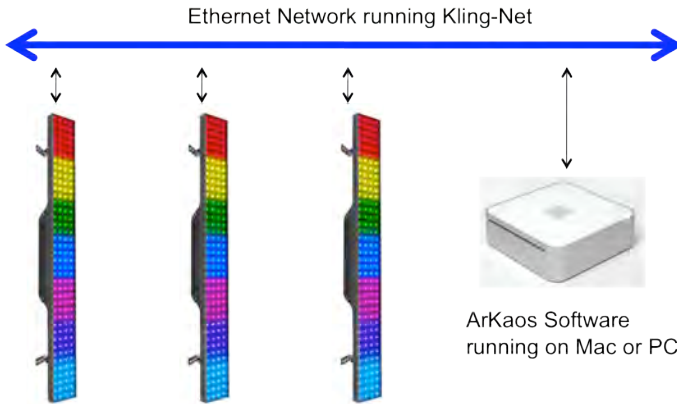 Ethernet Network running Kling-Net
ArKaos Software
running on Mac or PC